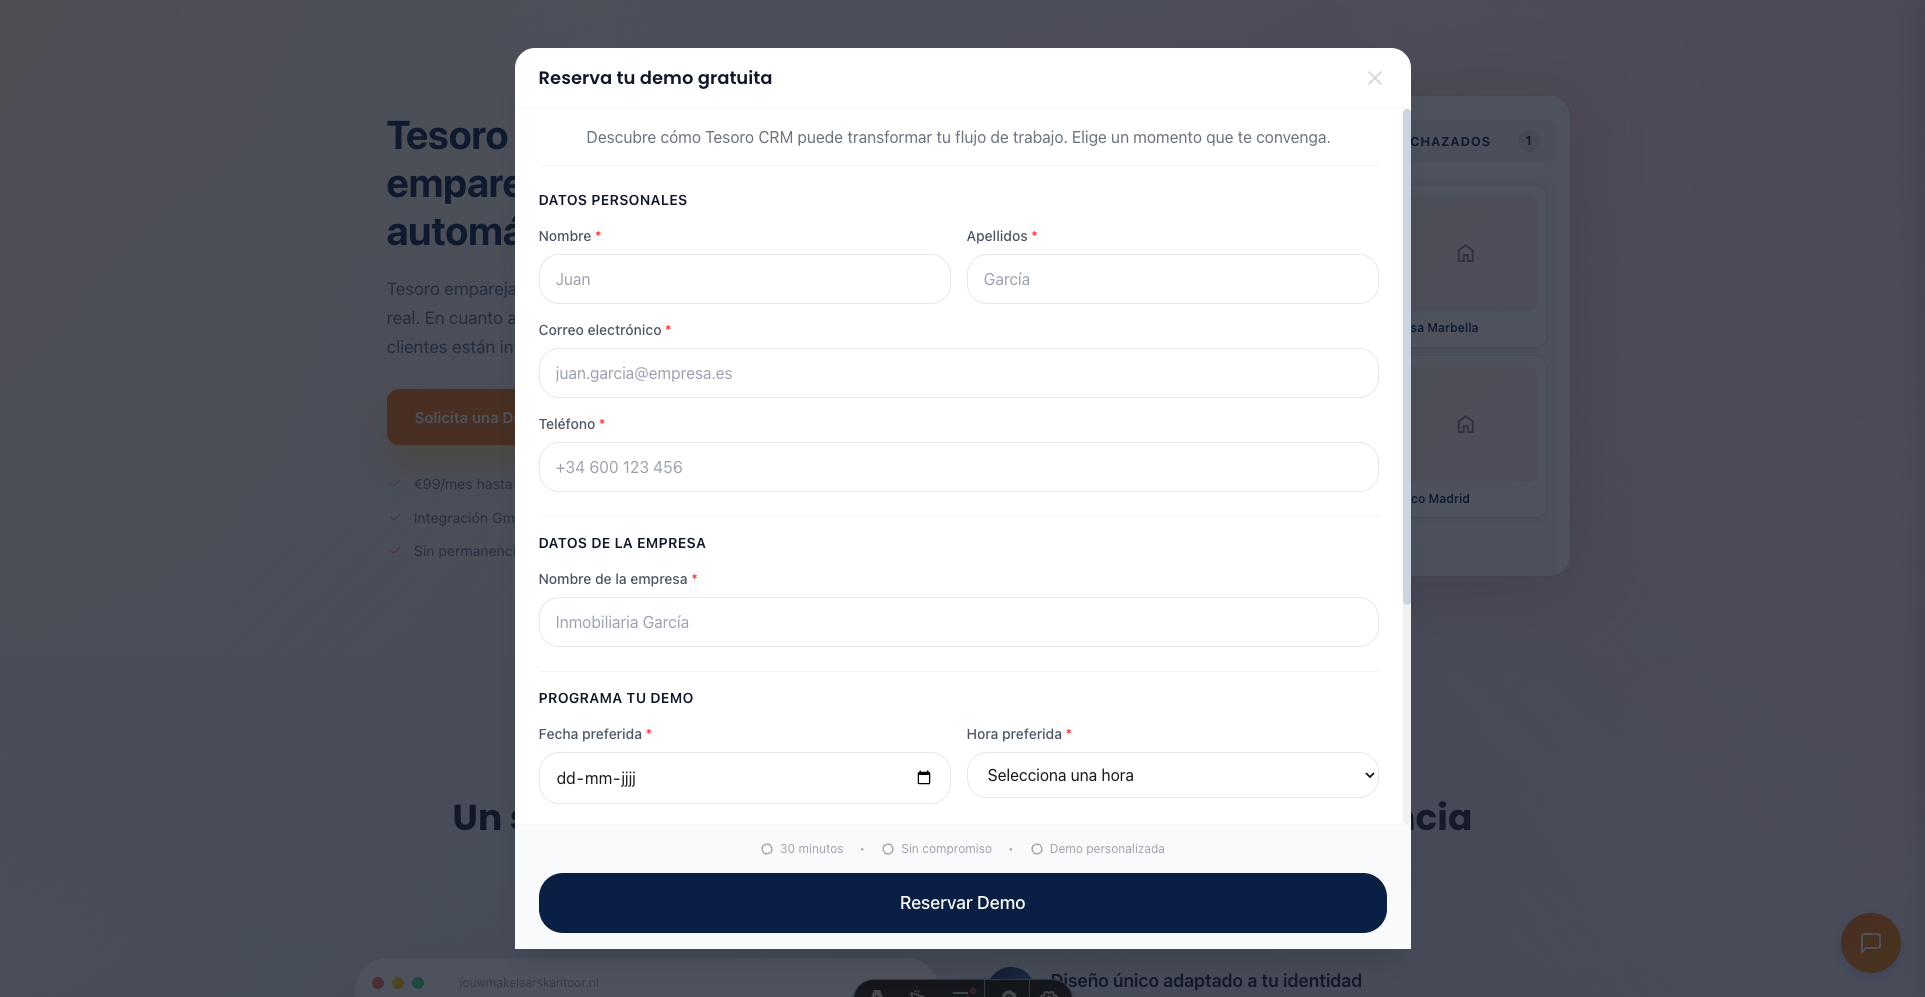 Reserva tu demo gratuita
Descubre cómo Tesoro CRM puede transformar tu flujo de trabajo. Elige un momento que te convenga.
DATOS PERSONALES
Nombre *
Apellidos *
Juan
García
Correo electrónico *
juan.garcia@empresa.es
Teléfono *
+34 600 123 456
DATOS DE LA EMPRESA
Nombre de la empresa *
Inmobiliaria García
PROGRAMA TU DEMO
Fecha preferida *
Hora preferida *
dd-mm-jjjj
Selecciona una hora
30 minutos • Sin compromiso • Demo personalizada
Reservar Demo
Tesoro
empare
automá
Tesoro empareja
real. En cuanto a
clientes están in
Solicita una D
€99/mes hasta
Integración Gm
Sin permanenci
CHAZADOS 1
sa Marbella
co Madrid
Un s
ncia
jouwmakelaarskantoor.nl
Diseño único adaptado a tu identidad